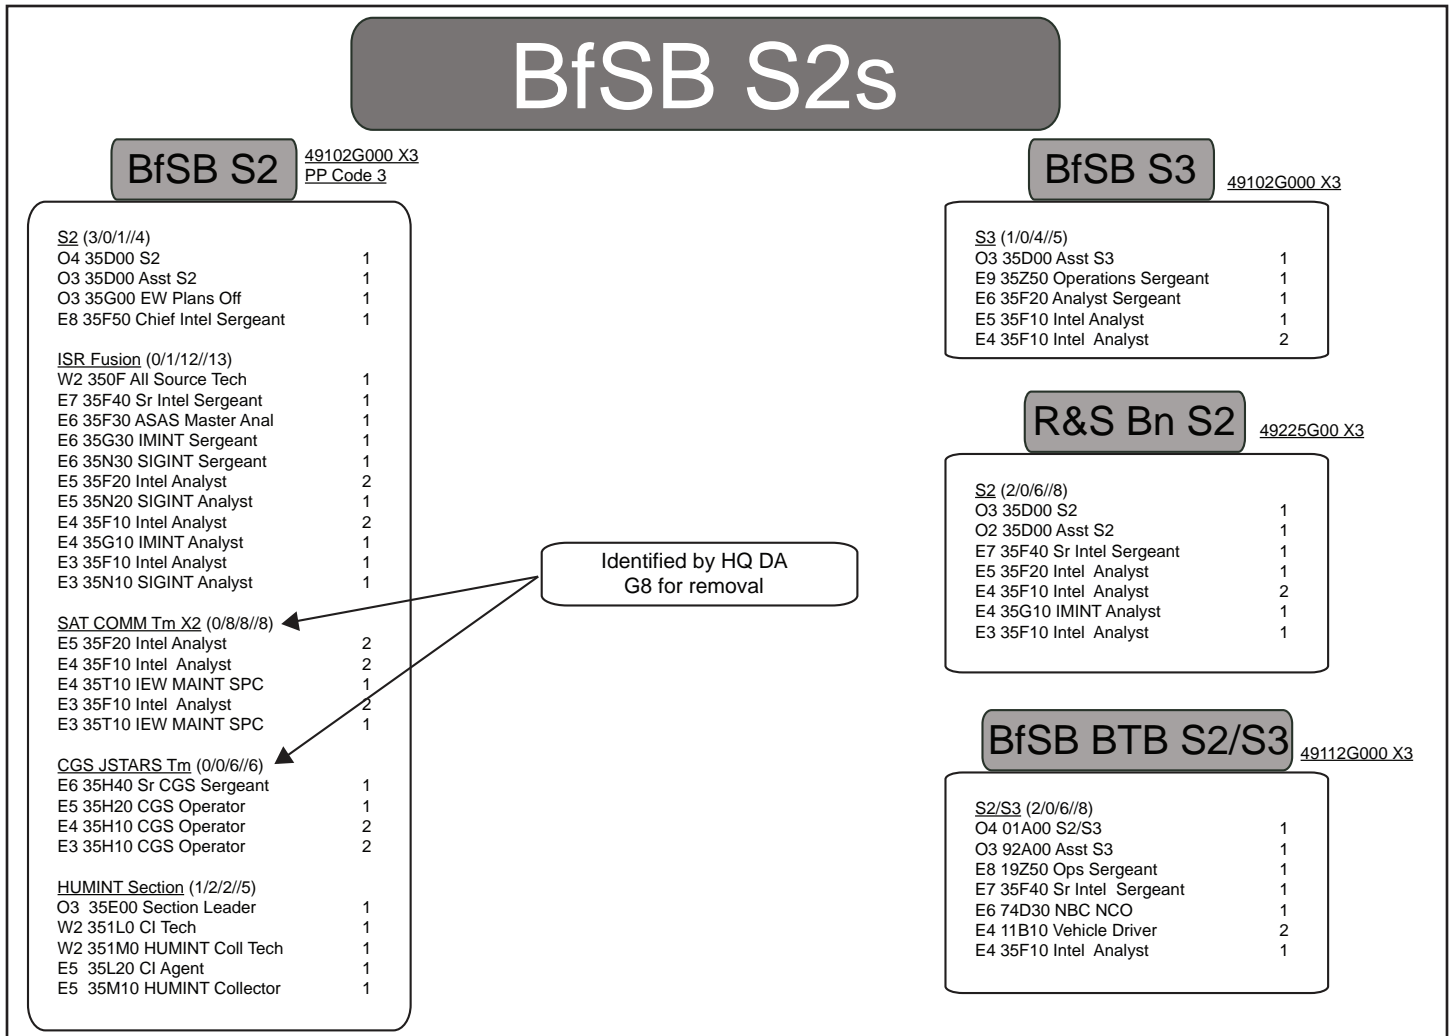 BfSB S2s
BfSB S2
49102G000 X3
PP Code 3
S2 (3/0/1//4)
O4 35D00 S2 1
O3 35D00 Asst S2 1
O3 35G00 EW Plans Off 1
E8 35F50 Chief Intel Sergeant 1
ISR Fusion (0/1/12//13)
W2 350F All Source Tech 1
E7 35F40 Sr Intel Sergeant 1
E6 35F30 ASAS Master Anal 1
E6 35G30 IMINT Sergeant 1
E6 35N30 SIGINT Sergeant 1
E5 35F20 Intel Analyst 2
E5 35N20 SIGINT Analyst 1
E4 35F10 Intel Analyst 2
E4 35G10 IMINT Analyst 1
E3 35F10 Intel Analyst 1
E3 35N10 SIGINT Analyst 1
SAT COMM Tm X2 (0/8/8//8)
E5 35F20 Intel Analyst 2
E4 35F10 Intel Analyst 2
E4 35T10 IEW MAINT SPC 1
E3 35F10 Intel Analyst 2
E3 35T10 IEW MAINT SPC 1
CGS JSTARS Tm (0/0/6//6)
E6 35H40 Sr CGS Sergeant 1
E5 35H20 CGS Operator 1
E4 35H10 CGS Operator 2
E3 35H10 CGS Operator 2
HUMINT Section (1/2/2//5)
O3 35E00 Section Leader 1
W2 351L0 CI Tech 1
W2 351M0 HUMINT Coll Tech 1
E5 35L20 CI Agent 1
E5 35M10 HUMINT Collector 1
Identified by HQ DA
G8 for removal
BfSB S3
49102G000 X3
S3 (1/0/4//5)
O3 35D00 Asst S3 1
E9 35Z50 Operations Sergeant 1
E6 35F20 Analyst Sergeant 1
E5 35F10 Intel Analyst 1
E4 35F10 Intel Analyst 2
R&S Bn S2
49225G00 X3
S2 (2/0/6//8)
O3 35D00 S2 1
O2 35D00 Asst S2 1
E7 35F40 Sr Intel Sergeant 1
E5 35F20 Intel Analyst 1
E4 35F10 Intel Analyst 2
E4 35G10 IMINT Analyst 1
E3 35F10 Intel Analyst 1
BfSB BTB S2/S3
49112G000 X3
S2/S3 (2/0/6//8)
O4 01A00 S2/S3 1
O3 92A00 Asst S3 1
E8 19Z50 Ops Sergeant 1
E7 35F40 Sr Intel Sergeant 1
E6 74D30 NBC NCO 1
E4 11B10 Vehicle Driver 2
E4 35F10 Intel Analyst 1